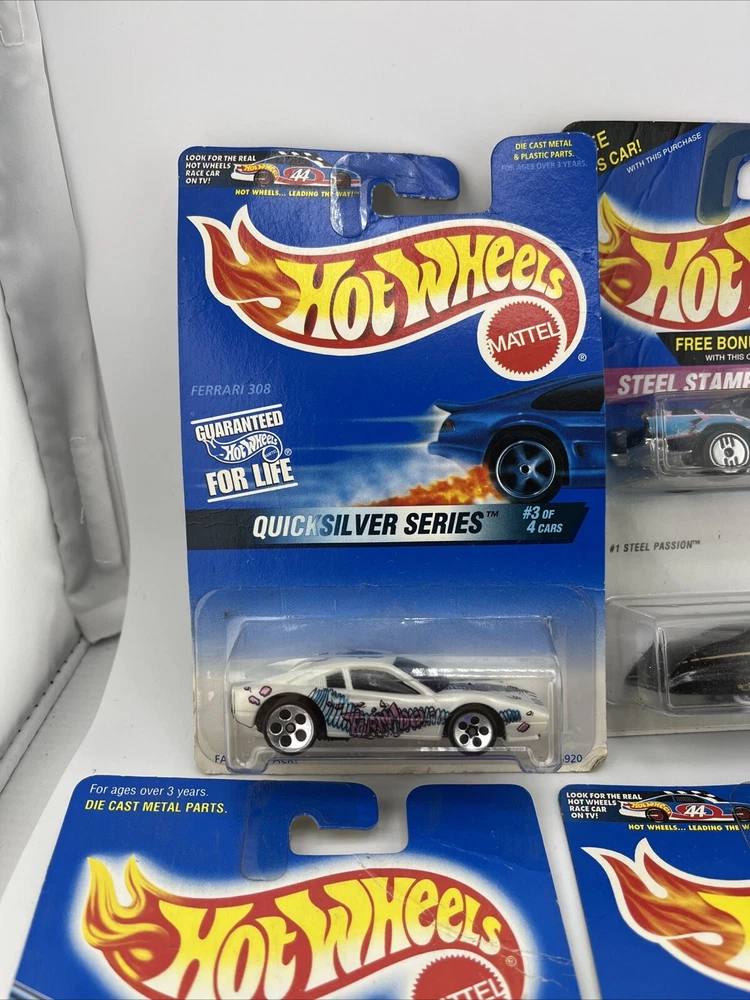 LOOK FOR THE REAL
HOT WHEELS
RACE CAR
ON TV!
44
HOT WHEELS... LEADING THE WAY!™
DIE CAST METAL
& PLASTIC PARTS.
FOR AGES OVER 3 YEARS.
HOT WHEELS
MATTEL
®
FERRARI 308
GUARANTEED
HOT WHEELS
MATTEL
®
FOR LIFE
QUICKSILVER SERIES™
#3 OF
4 CARS
920
CAR!
WITH THIS PURCHASE
HOT
FREE
WITH THIS
STEEL
#1 STEEL PASSION™
For ages over 3 years.
DIE CAST METAL PARTS.
HOT WHEELS
®
LOOK FOR THE REAL
HOT WHEELS
RACE CAR
ON TV!
44
HOT WHEELS... LEADING THE
HOT